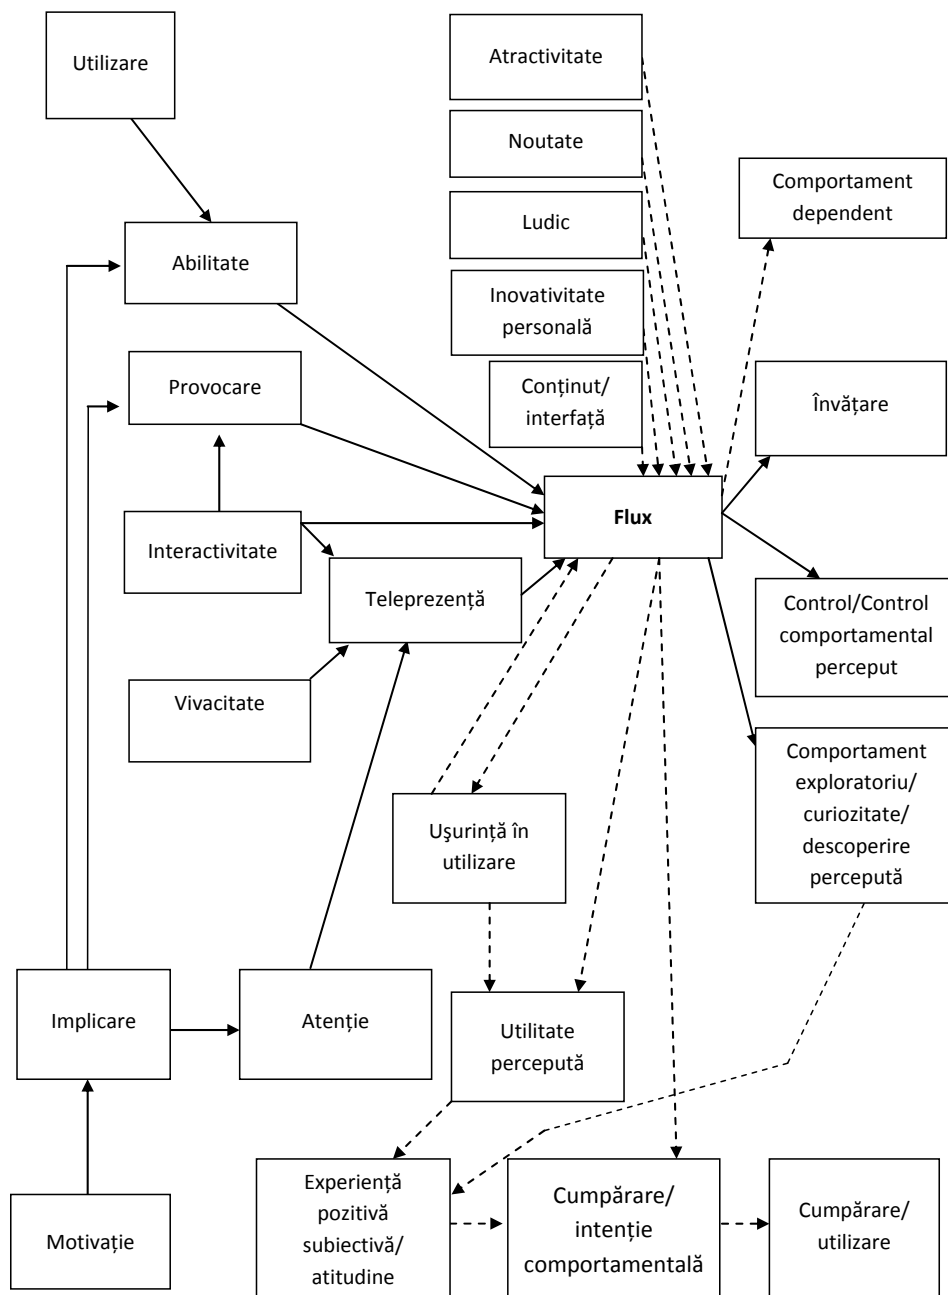 Utilizare
Atractivitate
Noutate
Comportament
dependent
Ludic
Abilitate
Inovativitate
personală
Provocare
Conținut/
interfață
Învățare
Flux
Interactivitate
Teleprezență
Control/Control
comportamental
perceput
Vivacitate
Comportament
exploratoriu/
curiozitate/
descoperire
percepută
Uşurință în
utilizare
Implicare
Atenție
Utilitate
percepută
Experiență
pozitivă
subiectivă/
atitudine
Cumpărare/
intenție
comportamentală
Cumpărare/
utilizare
Motivație